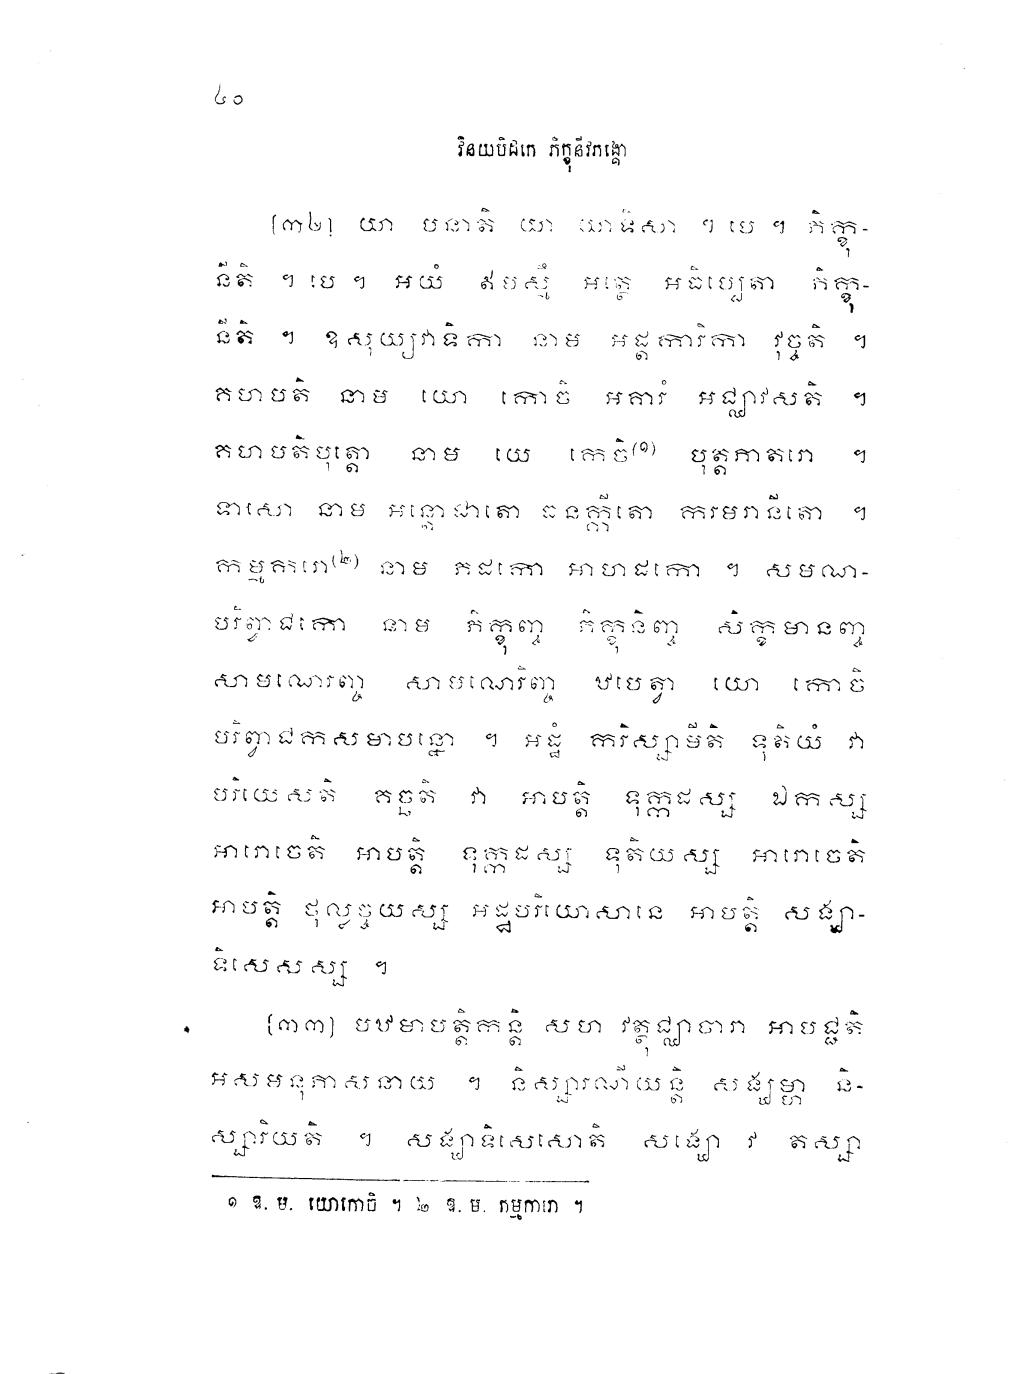 ៤០
វិនយបិដកេ ភិក្ខុនីវិភង្គោ
[៣២] យា បនាតិ យា យាទិសា ។ បេ ។ ភិក្ខុ-
នីតិ ។ បេ ។ អយំ ឥមស្មឹ អត្ថេ អធិប្បេតា ភិក្ខុ-
នីតិ ។ ឧសុយ្យវាទិកា នាម អដ្ដការិកា វុច្ចតិ ។
គហបតិ នាម យោ កោចិ អគារំ អជ្ឈាវសតិ ។
គហបតិបុត្តោ នាម យេ កេចិ(១) បុត្តភាតរោ ។
ទាសោ នាម អន្តោជាតោ ធនក្កីតោ ករមរានីតោ ។
កម្មករោ(២) នាម ភដកោ អាហដកោ ។ សមណ-
បរិព្វាជកោ នាម ភិក្ខុញ្ច ភិក្ខុនិញ្ច សិក្ខមានញ្ច
សាមណេរញ្ច សាមណេរិញ្ច ឋបេត្វា យោ កោចិ
បរិព្វាជកសមាបន្នោ ។ អដ្ដំ ករិស្សាមីតិ ទុតិយំ វា
បរិយេសតិ គច្ឆតិ វា អាបត្តិ ទុក្កដស្ស ឯកស្ស
អារោចេតិ អាបត្តិ ទុក្កដស្ស ទុតិយស្ស អារោចេតិ
អាបត្តិ ថុល្លច្ចយស្ស អដ្ដបរិយោសានេ អាបត្តិ សង្ឃា-
ទិសេសស្ស ។
[៣៣] បឋមាបត្តិកន្តិ សហ វត្ថុជ្ឈាចារា អាបជ្ជតិ
អសមនុភាសនាយ ។ និស្សារណីយន្តិ សង្ឃម្ហា និ-
ស្សារិយតិ ។ សង្ឃាទិសេសោតិ សង្ឃោ វ តស្សា
១ ឱ. ម. យោកោចិ ។ ២ ឱ. ម. កម្មការោ ។